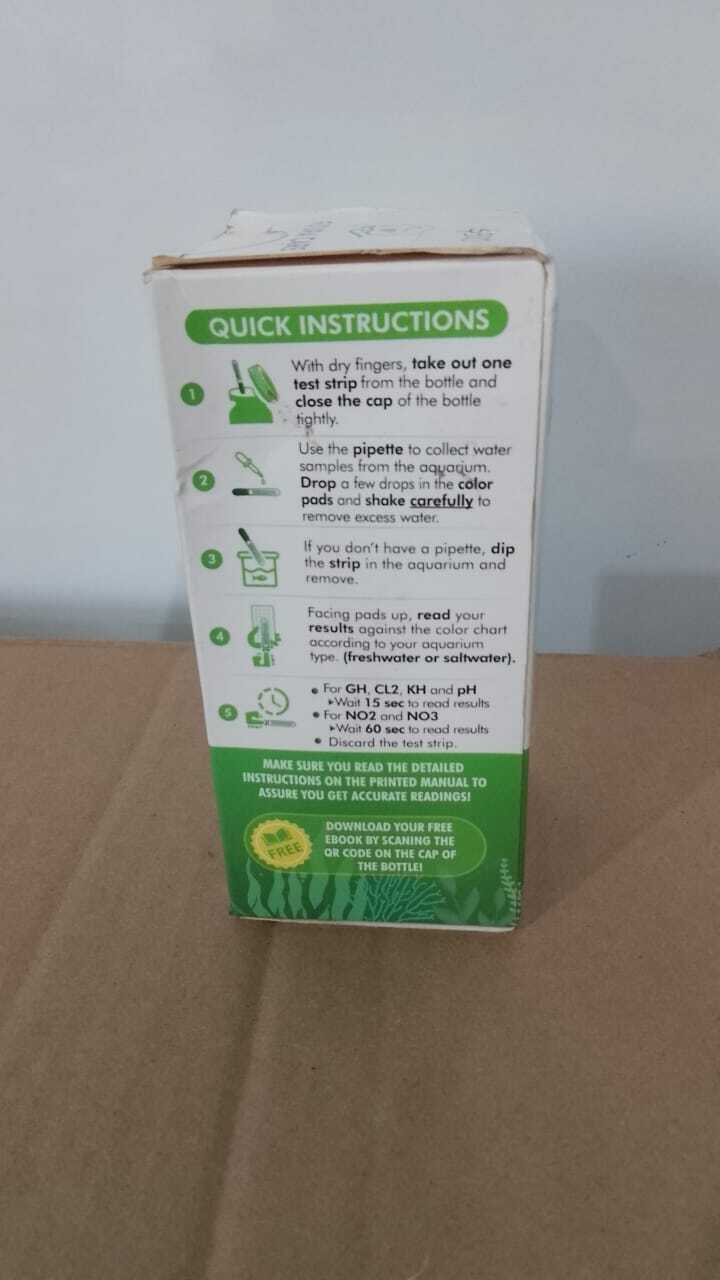 QUICK INSTRUCTIONS
1
With dry fingers, take out one
test strip from the bottle and
close the cap of the bottle
tightly.
2
Use the pipette to collect water
samples from the aquarium.
Drop a few drops in the color
pads and shake carefully to
remove excess water.
3
If you don't have a pipette, dip
the strip in the aquarium and
remove.
4
Facing pads up, read your
results against the color chart
according to your aquarium
type. (freshwater or saltwater).
5
• For GH, CL2, KH and pH
▸Wait 15 sec to read results
• For NO2 and NO3
▸Wait 60 sec to read results
• Discard the test strip.
MAKE SURE YOU READ THE DETAILED
INSTRUCTIONS ON THE PRINTED MANUAL TO
ASSURE YOU GET ACCURATE READINGS!
FREE
DOWNLOAD YOUR FREE
EBOOK BY SCANING THE
QR CODE ON THE CAP OF
THE BOTTLE!